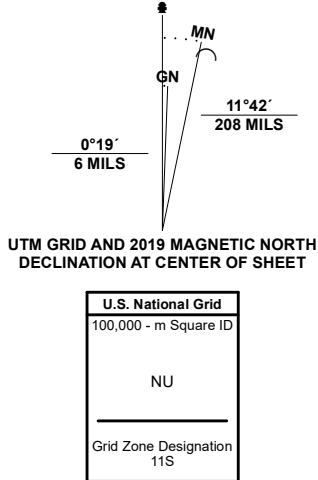 MN
GN
11°42´
208 MILS
0°19´
6 MILS
UTM GRID AND 2019 MAGNETIC NORTH
DECLINATION AT CENTER OF SHEET
U.S. National Grid
100,000 - m Square ID
NU
Grid Zone Designation
11S